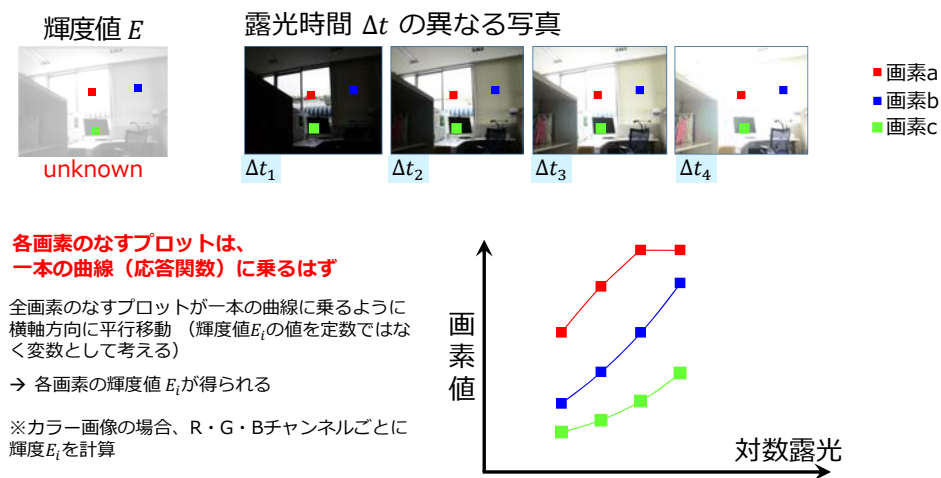 輝度値 E
露光時間 Δt の異なる写真
画素a
画素b
画素c
unknown
Δt₁
Δt₂
Δt₃
Δt₄
各画素のなすプロットは、
一本の曲線（応答関数）に乗るはず
全画素のなすプロットが一本の曲線に乗るように
横軸方向に平行移動 （輝度値Eᵢの値を定数ではな
く変数として考える）
→ 各画素の輝度値 Eᵢが得られる
※カラー画像の場合、R・G・Bチャンネルごとに
輝度Eᵢを計算
画素値
対数露光